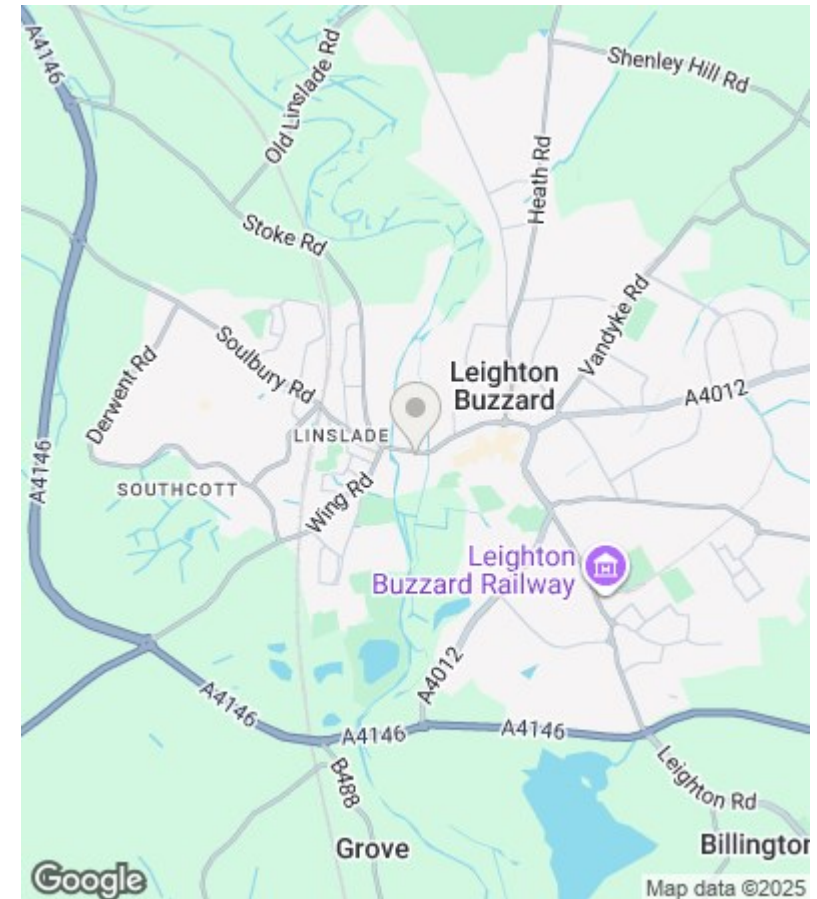 A4146
Old Linslade Rd
Shenley Hill Rd
Heath Rd
Stoke Rd
Vandyke Rd
Soulbury Rd
Derwent Rd
Leighton
Buzzard
A4012
LINSLADE
A4146
SOUTHCOTT
Wing Rd
Leighton
Buzzard Railway
A4012
A4146
A4146
A4146
B488
Leighton Rd
Grove
Billington
Google
Map data ©2025